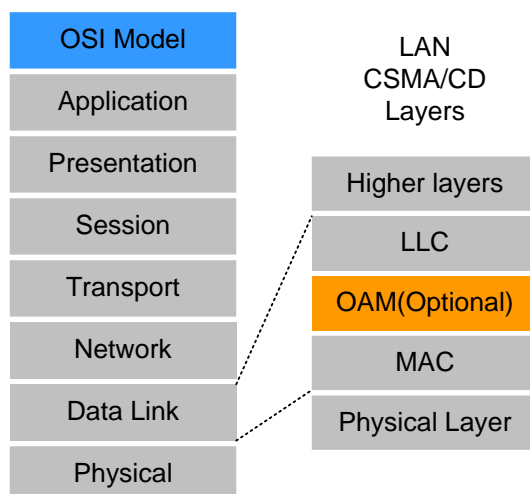 OSI Model
Application
Presentation
Session
Transport
Network
Data Link
Physical
LAN
CSMA/CD
Layers
Higher layers
LLC
OAM(Optional)
MAC
Physical Layer